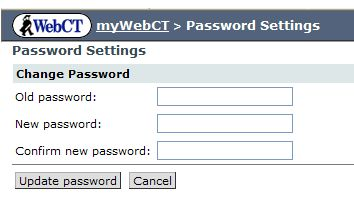 WebCT myWebCT > Password Settings
Password Settings
Change Password
Old password:
New password:
Confirm new password:
Update password Cancel